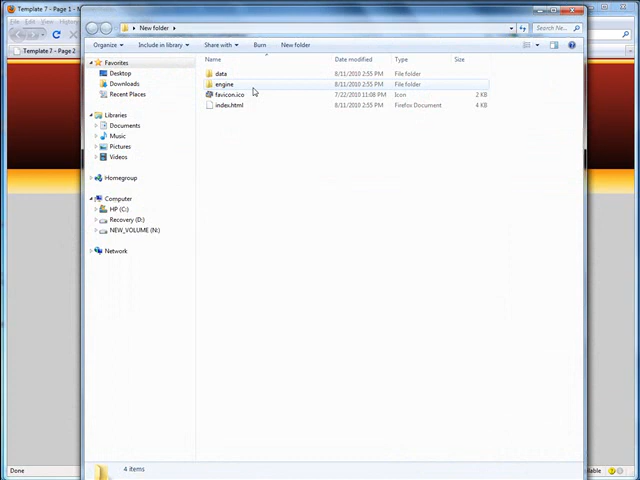 Template 7 - Page 1
File Edit View
Template 7 - Page 2
Done
New folder
Search Ne...
Organize
Include in library
Share with
Burn
New folder
Favorites
Desktop
Downloads
Recent Places
Libraries
Documents
Music
Pictures
Videos
Homegroup
Computer
HP (C:)
Recovery (D:)
NEW_VOLUME (N:)
Network
Name Date modified Type Size
data 8/11/2010 2:55 PM File folder
engine 8/11/2010 2:55 PM File folder
favicon.ico 7/22/2010 11:08 PM Icon 2 KB
index.html 8/11/2010 2:55 PM Firefox Document 4 KB
4 items